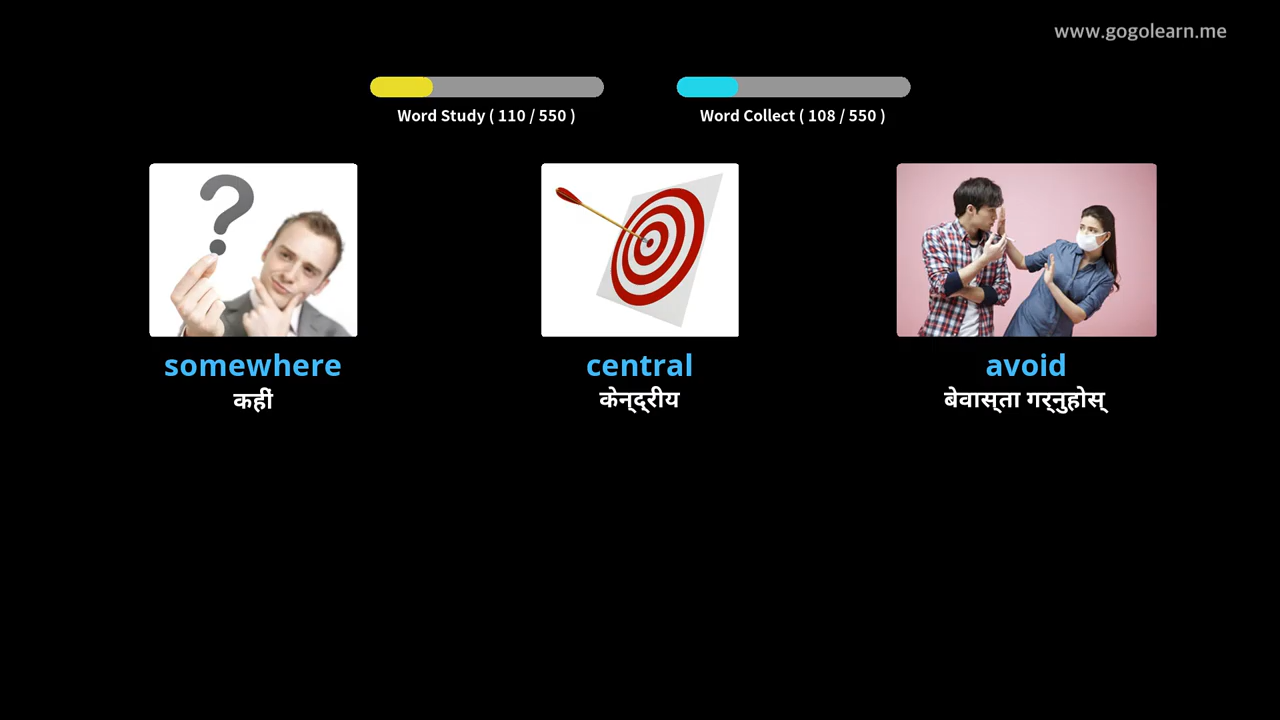 www.gogolearn.me
Word Study ( 110 / 550 )
Word Collect ( 108 / 550 )
somewhere
central
avoid
कहीं
केन्‌द्‌रीय
बेवास्‌ता गर्‌नुहोस्